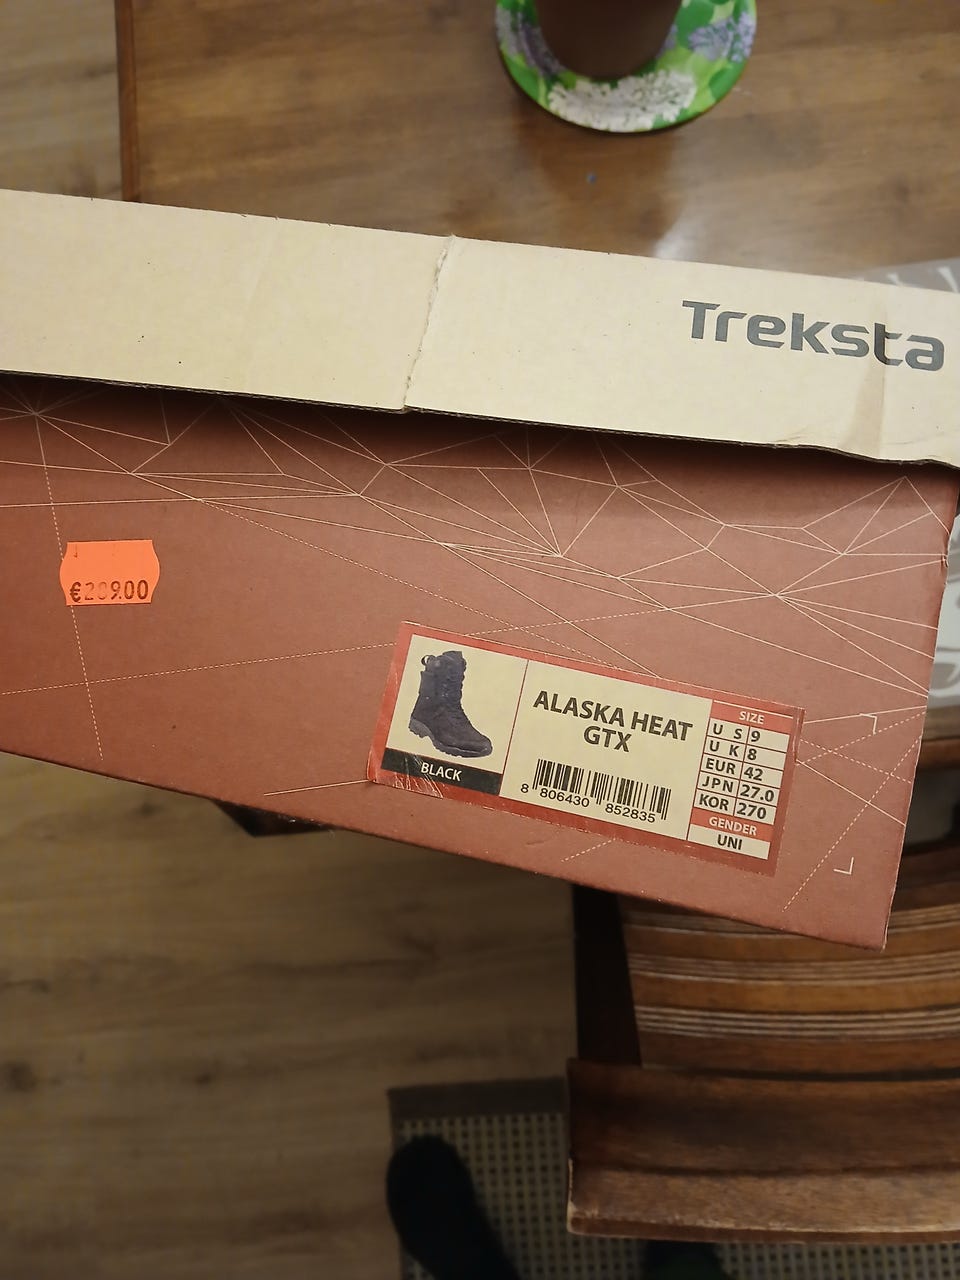 Treksta
€209.00
ALASKA HEAT
GTX
BLACK
8 806430 852835
SIZE
U S 9
U K 8
EUR 42
JPN 27.0
KOR 270
GENDER
UNI